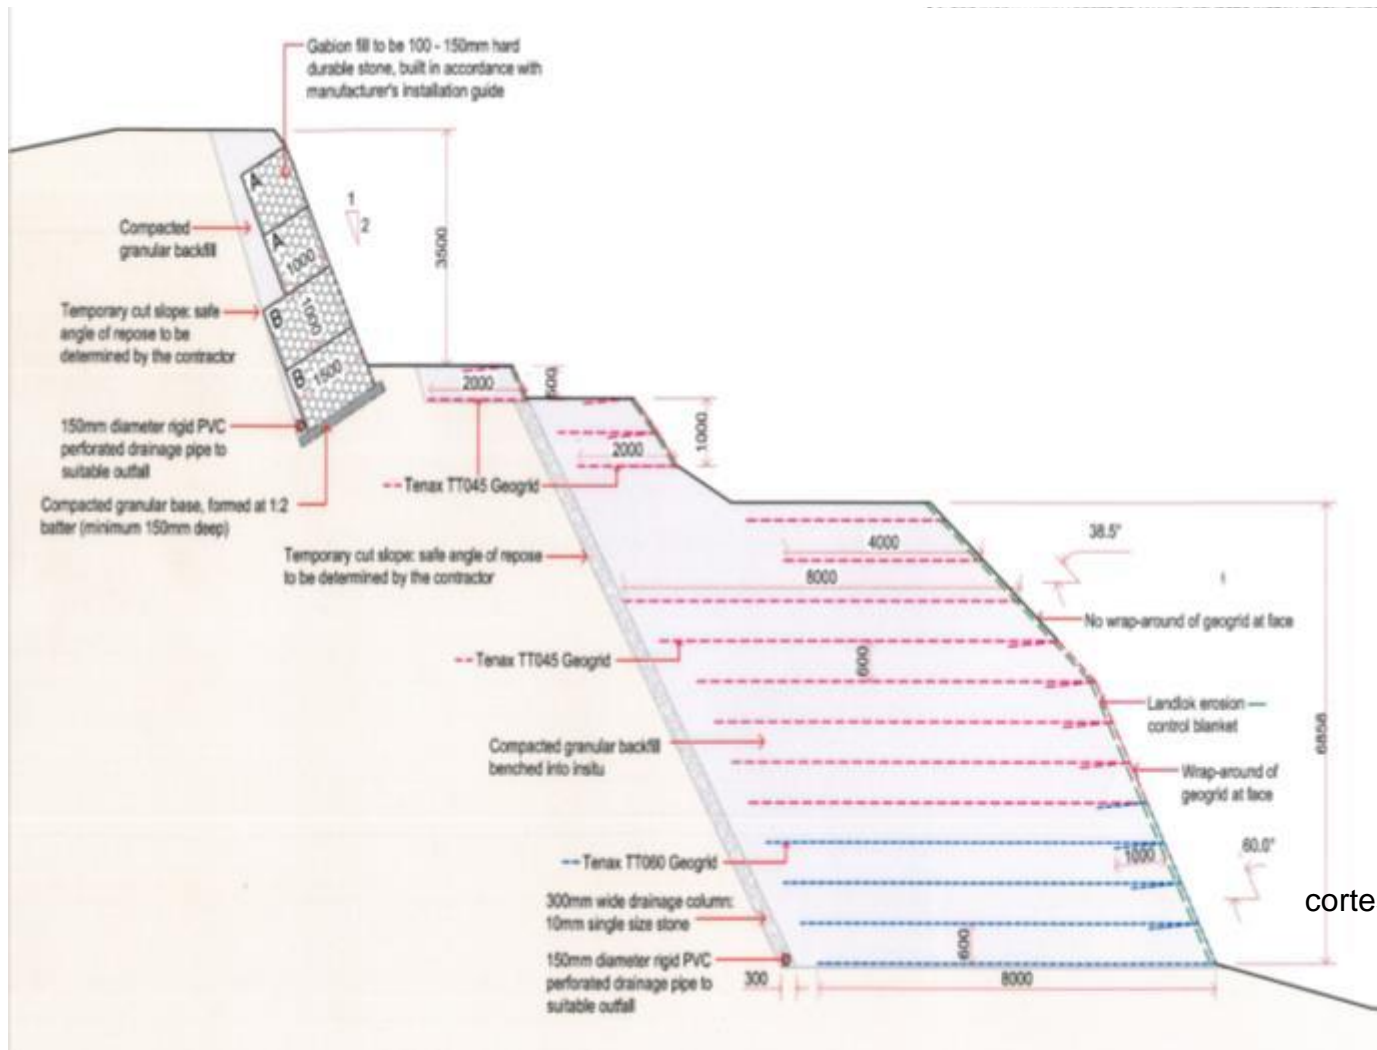 Gabion fill to be 100 - 150mm hard
durable stone, built in accordance with
manufacturer's installation guide
A
1
2
Compacted
granular backfill
A
1000
3500
Temporary cut slope: safe
angle of repose to be
determined by the contractor
B
1000
B
1500
2000
500
1000
150mm diameter rigid PVC
perforated drainage pipe to
suitable outfall
2000
Tenax TT045 Geogrid
Compacted granular base, formed at 1:2
batter (minimum 150mm deep)
Temporary cut slope: safe angle of repose
to be determined by the contractor
4000
38.5°
8000
No wrap-around of geogrid at face
Tenax TT045 Geogrid
600
Landlok erosion
control blanket
6858
Compacted granular backfill
benched into insitu
Wrap-around of
geogrid at face
Tenax TT060 Geogrid
1000
60.0°
300mm wide drainage column:
10mm single size stone
corte
600
150mm diameter rigid PVC
perforated drainage pipe to
suitable outfall
300
8000